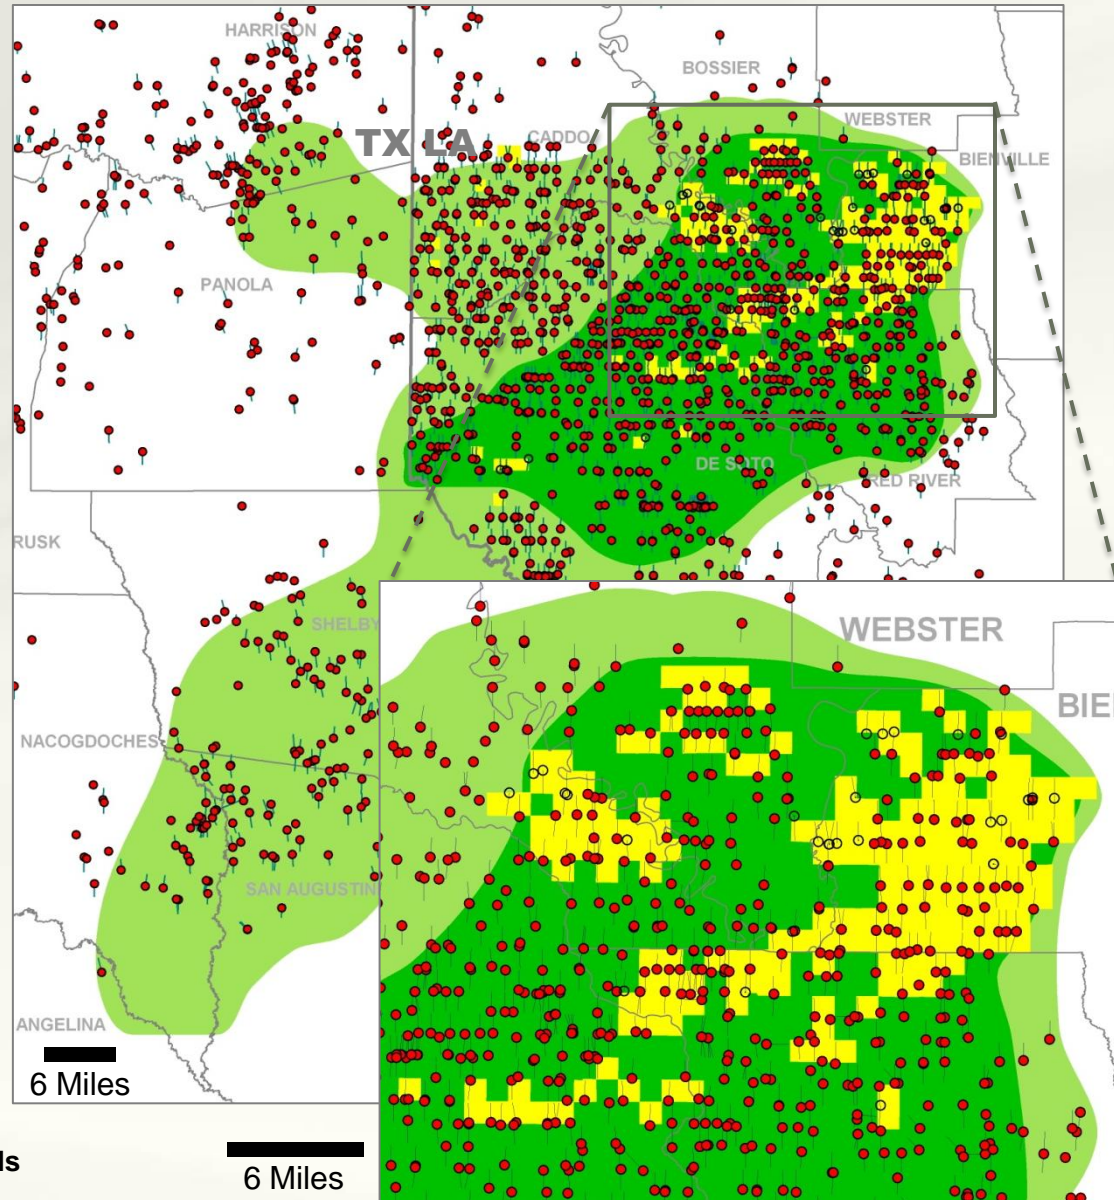 HARRISON
BOSSIER
TX LA
CADDO
WEBSTER
BIENVILLE
PANOLA
DE SOTO
RED RIVER
RUSK
SHELBY
WEBSTER
BIE
NACOGDOCHES
SAN AUGUSTIN
ANGELINA
6 Miles
ls
6 Miles